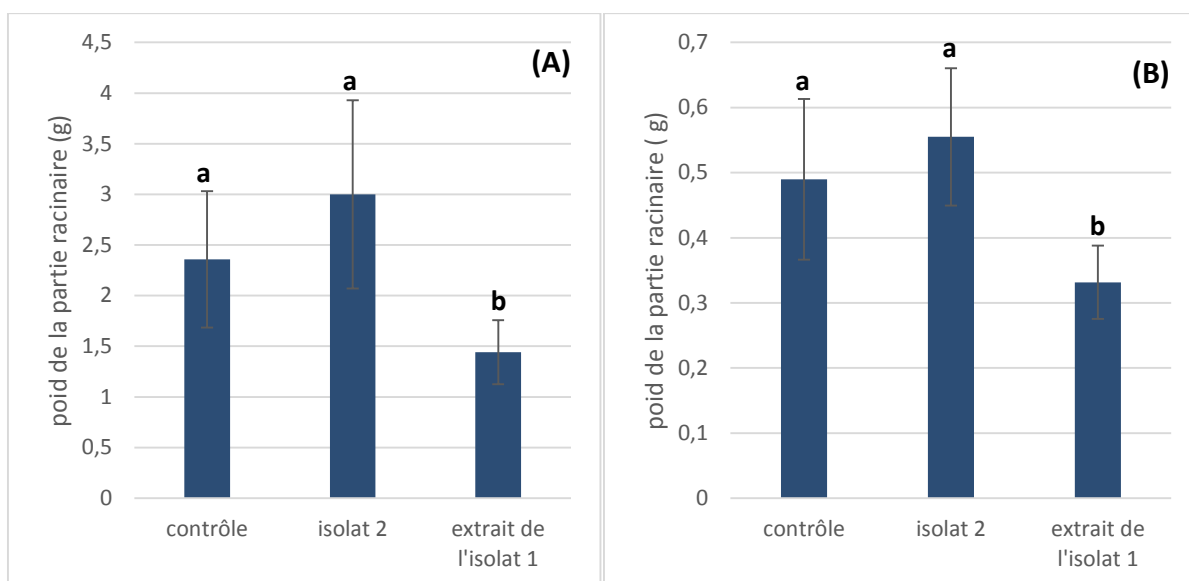 (A)
poid de la partie racinaire (g)
4,5
4
3,5
3
2,5
2
1,5
1
0,5
0
a
a
b
contrôle
isolat 2
extrait de
l'isolat 1
(B)
poid de la partie racinaire ( g)
0,7
0,6
0,5
0,4
0,3
0,2
0,1
0
a
a
b
contrôle
isolat 2
extrait de
l'isolat 1